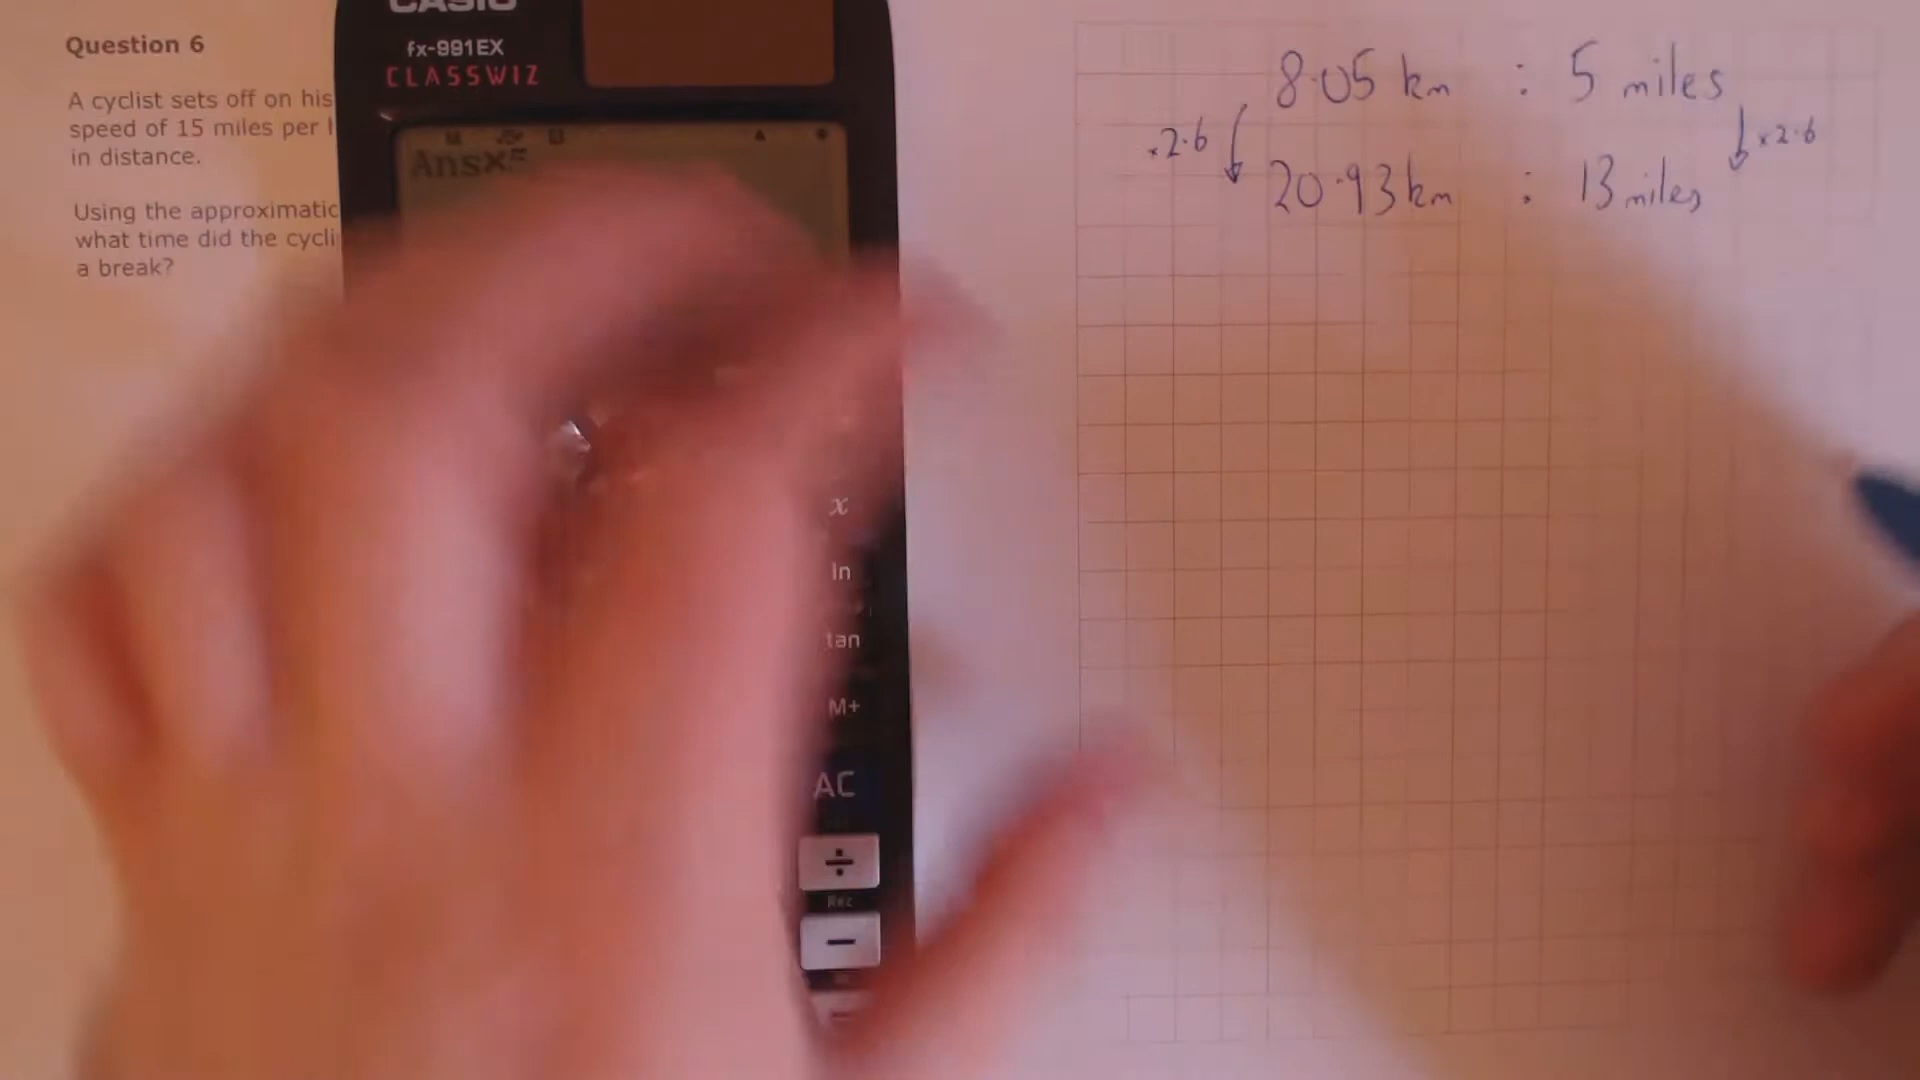 Question 6
A cyclist sets off on his
speed of 15 miles per
in distance.
Using the approximatic
what time did the cycli
a break?
CASIO
fx-991EX
CLASSWIZ
Ans×
x
ln
tan
M+
AC
÷
Rec
−
8.05 km : 5 miles
×2.6 ×2.6
20.93 km : 13 miles